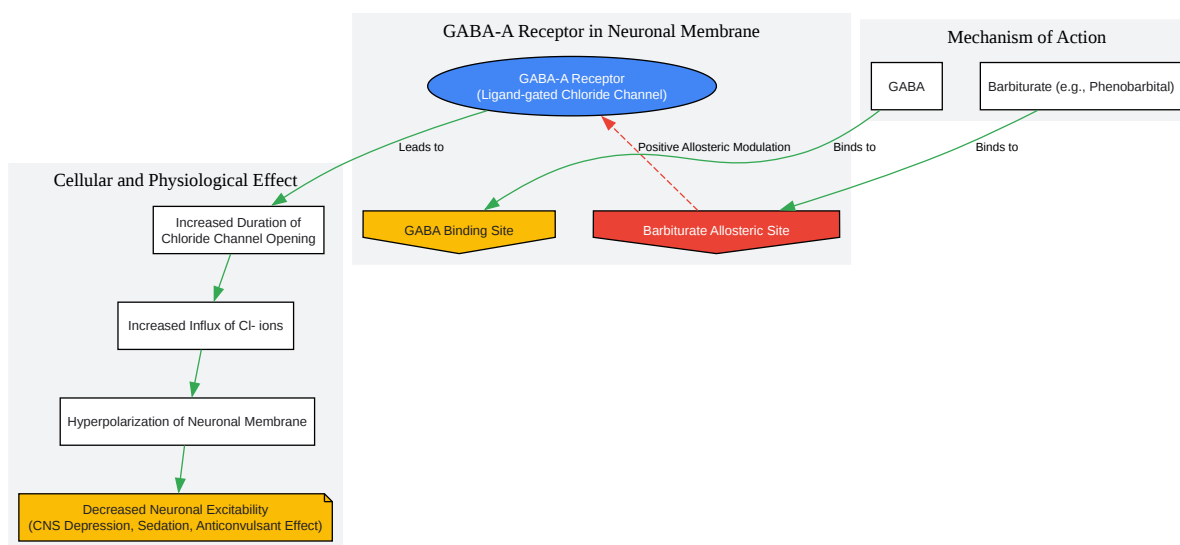 GABA-A Receptor in Neuronal Membrane
Mechanism of Action
GABA-A Receptor
(Ligand-gated Chloride Channel)
GABA
Barbiturate (e.g., Phenobarbital)
Leads to
Positive Allosteric Modulation
Binds to
Binds to
Cellular and Physiological Effect
Increased Duration of
Chloride Channel Opening
GABA Binding Site
Barbiturate Allosteric Site
Increased Influx of Cl- ions
Hyperpolarization of Neuronal Membrane
Decreased Neuronal Excitability
(CNS Depression, Sedation, Anticonvulsant Effect)